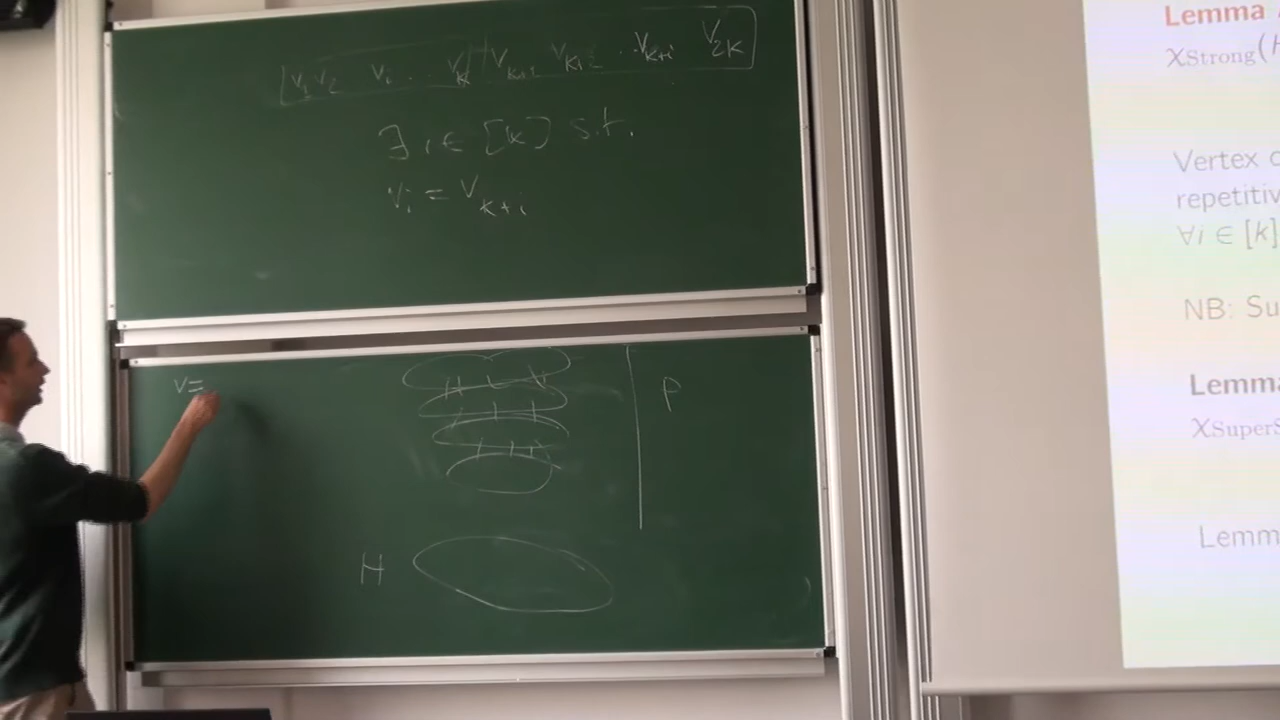 v₁ v₂ vᵢ … vₖ vₖ₊₁ vₖ₊₂ .. vₖ₊ᵢ v₂ₖ
∃ i ∈ [k] s.t.
vᵢ = vₖ₊ᵢ
v=
P
H
Lemma
χStrong(
Vertex
repetitiv
∀i ∈ [k]
NB: Su
Lemma
χSuperS
Lemm